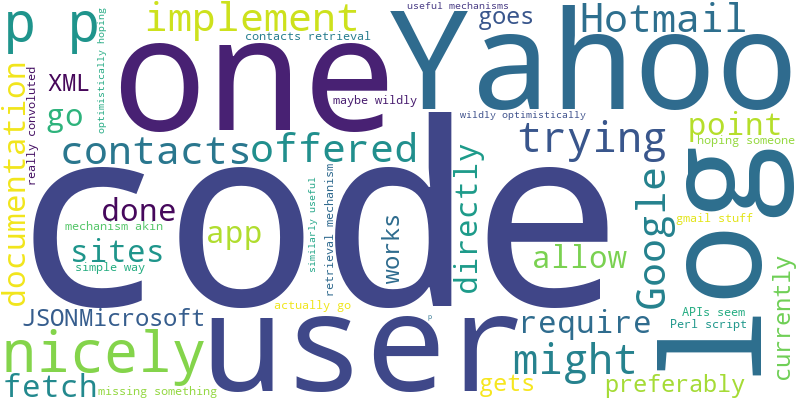 p p
implement
useful mechanisms
goes
Hotmail
contacts retrieval
one
Yahoo
optimistically hoping
XML
maybe wildly
really convoluted
go
wildly optimistically
documentation
contacts
offered
trying
point
hoping someone
code
log
done
mechanism akin
sites
simple way
app
similarly useful
retrieval mechanism
works
directly
allow
Google
gmail stuff
currently
actually go
P
JSONMicrosoft
user
require
APIs seem
Perl script
nicely
might
fetch
missing something
gets
preferably